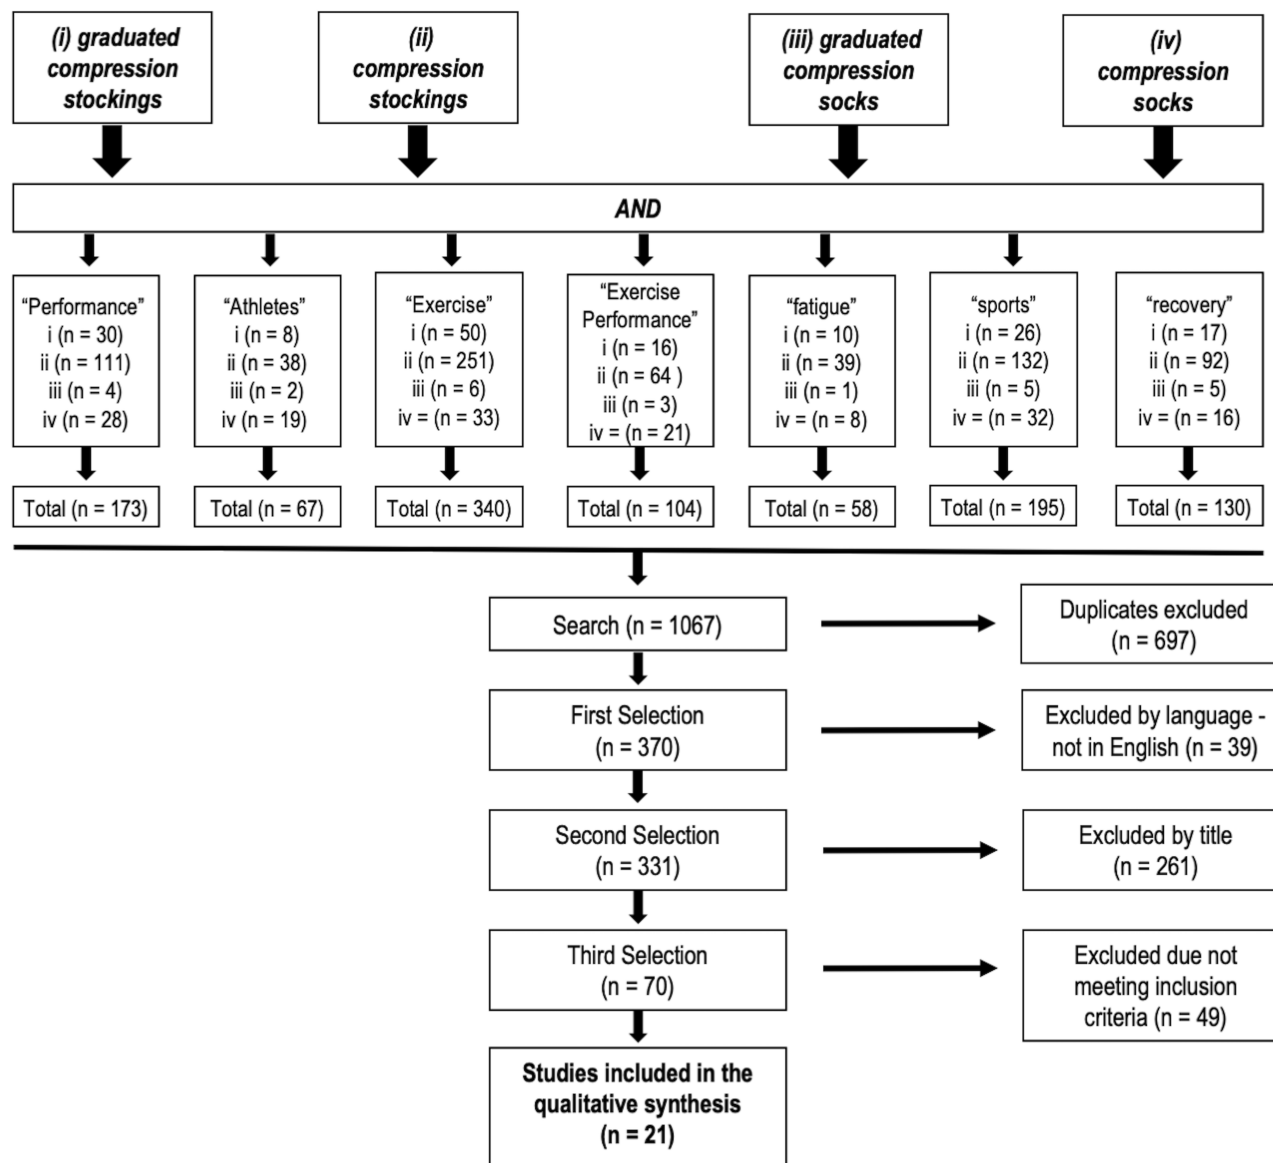 (i) graduated
compression
stockings
(ii)
compression
stockings
(iii) graduated
compression
socks
(iv)
compression
socks
AND
“Performance”
i (n = 30)
ii (n = 111)
iii (n = 4)
iv (n = 28)
“Athletes”
i (n = 8)
ii (n = 38)
iii (n = 2)
iv (n = 19)
“Exercise”
i (n = 50)
ii (n = 251)
iii (n = 6)
iv = (n = 33)
“Exercise
Performance”
i (n = 16)
ii (n = 64 )
iii (n = 3)
iv = (n = 21)
“fatigue”
i (n = 10)
ii (n = 39)
iii (n = 1)
iv = (n = 8)
“sports”
i (n = 26)
ii (n = 132)
iii (n = 5)
iv = (n = 32)
“recovery”
i (n = 17)
ii (n = 92)
iii (n = 5)
iv = (n = 16)
Total (n = 173)
Total (n = 67)
Total (n = 340)
Total (n = 104)
Total (n = 58)
Total (n = 195)
Total (n = 130)
Search (n = 1067)
Duplicates excluded
(n = 697)
First Selection
(n = 370)
Excluded by language -
not in English (n = 39)
Second Selection
(n = 331)
Excluded by title
(n = 261)
Third Selection
(n = 70)
Excluded due not
meeting inclusion
criteria (n = 49)
Studies included in the
qualitative synthesis
(n = 21)